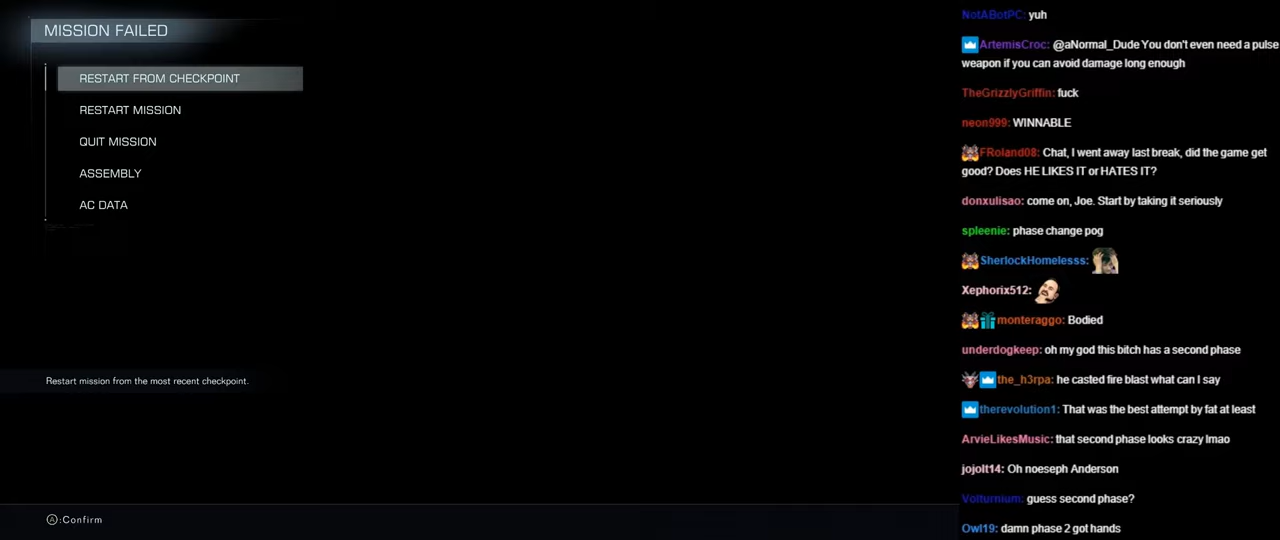 MISSION FAILED
RESTART FROM CHECKPOINT
RESTART MISSION
QUIT MISSION
ASSEMBLY
AC DATA
Restart mission from the most recent checkpoint.
Ⓐ:Confirm
NotABotPC: yuh
ArtemisCroc: @aNormal_Dude You don't even need a pulse
weapon if you can avoid damage long enough
TheGrizzlyGriffin: fuck
neon999: WINNABLE
FRoland08: Chat, I went away last break, did the game get
good? Does HE LIKES IT or HATES IT?
donxulisao: come on, Joe. Start by taking it seriously
spleenie: phase change pog
SherlockHomelesss:
Xephorix512:
monteraggo: Bodied
underdogkeep: oh my god this bitch has a second phase
the_h3rpa: he casted fire blast what can I say
therevolution1: That was the best attempt by fat at least
ArvieLikesMusic: that second phase looks crazy lmao
jojolt14: Oh noeseph Anderson
Volturnium: guess second phase?
Owl19: damn phase 2 got hands